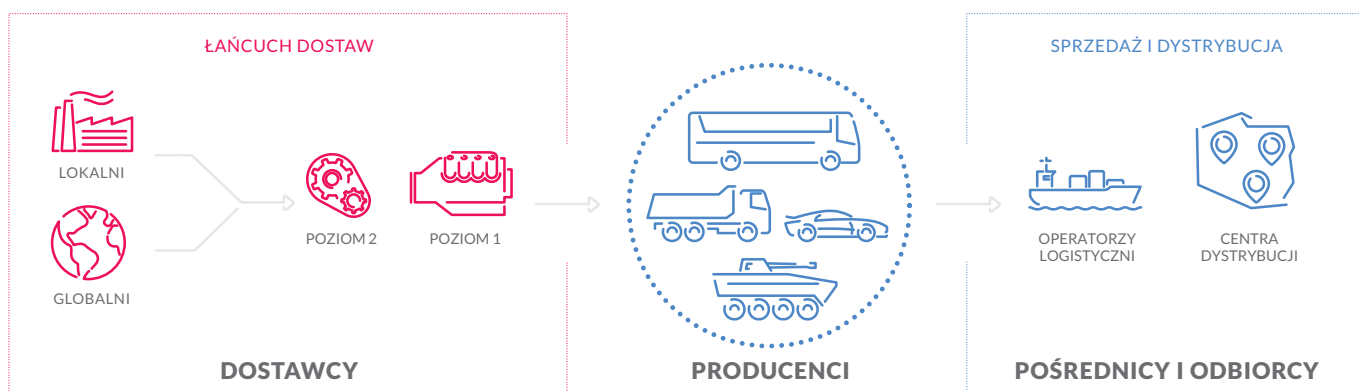 ŁAŃCUCH DOSTAW
LOKALNI
GLOBALNI
POZIOM 2
POZIOM 1
DOSTAWCY
PRODUCENCI
SPRZEDAŻ I DYSTRYBUCJA
OPERATORZY
LOGISTYCZNI
CENTRA
DYSTRYBUCJI
POŚREDNICY I ODBIORCY